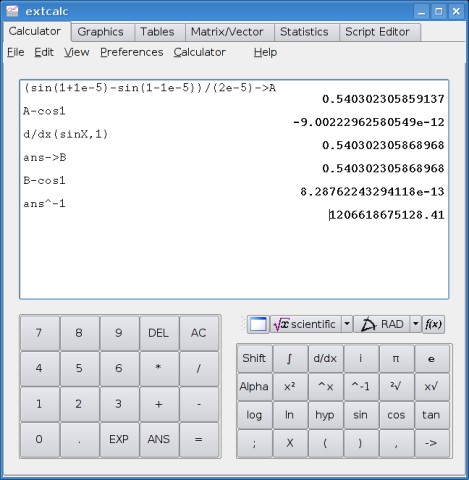 extcalc
Calculator Graphics Tables Matrix/Vector Statistics Script Editor
File Edit View Preferences Calculator Help
(sin(1+1e-5)-sin(1-1e-5))/(2e-5)->A
0.540302305859137
A-cos1
-9.00222962580549e-12
d/dx(sinX,1)
0.540302305868968
ans->B
0.540302305868968
B-cos1
8.28762243294118e-13
ans^-1
1206618675128.41
√x scientific RAD f(x)
7 8 9 DEL AC
4 5 6 * /
1 2 3 + -
0 . EXP ANS =
Shift ∫ d/dx i π e
Alpha x² ^x ^-1 ²√ x√
log ln hyp sin cos tan
; X ( ) , ->